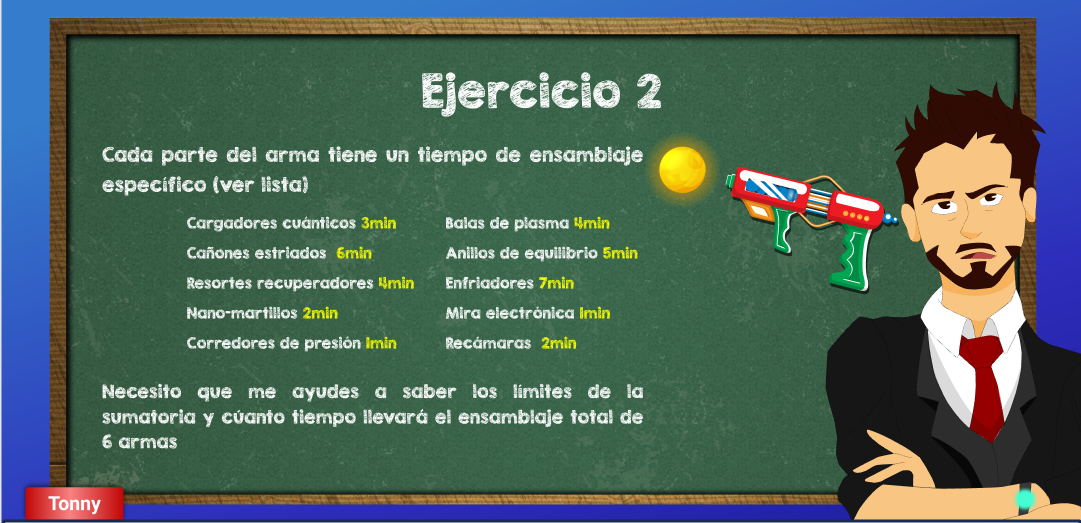 Ejercicio 2
Cada parte del arma tiene un tiempo de ensamblaje
específico (ver lista)
Cargadores cuánticos 3min
Cañones estriados 6min
Resortes recuperadores 4min
Nano-martillos 2min
Corredores de presión 1min
Balas de plasma 4min
Anillos de equilibrio 5min
Enfriadores 7min
Mira electrónica 1min
Recámaras 2min
Necesito que me ayudes a saber los límites de la
sumatoria y cúanto tiempo llevará el ensamblaje total de
6 armas
Tonny